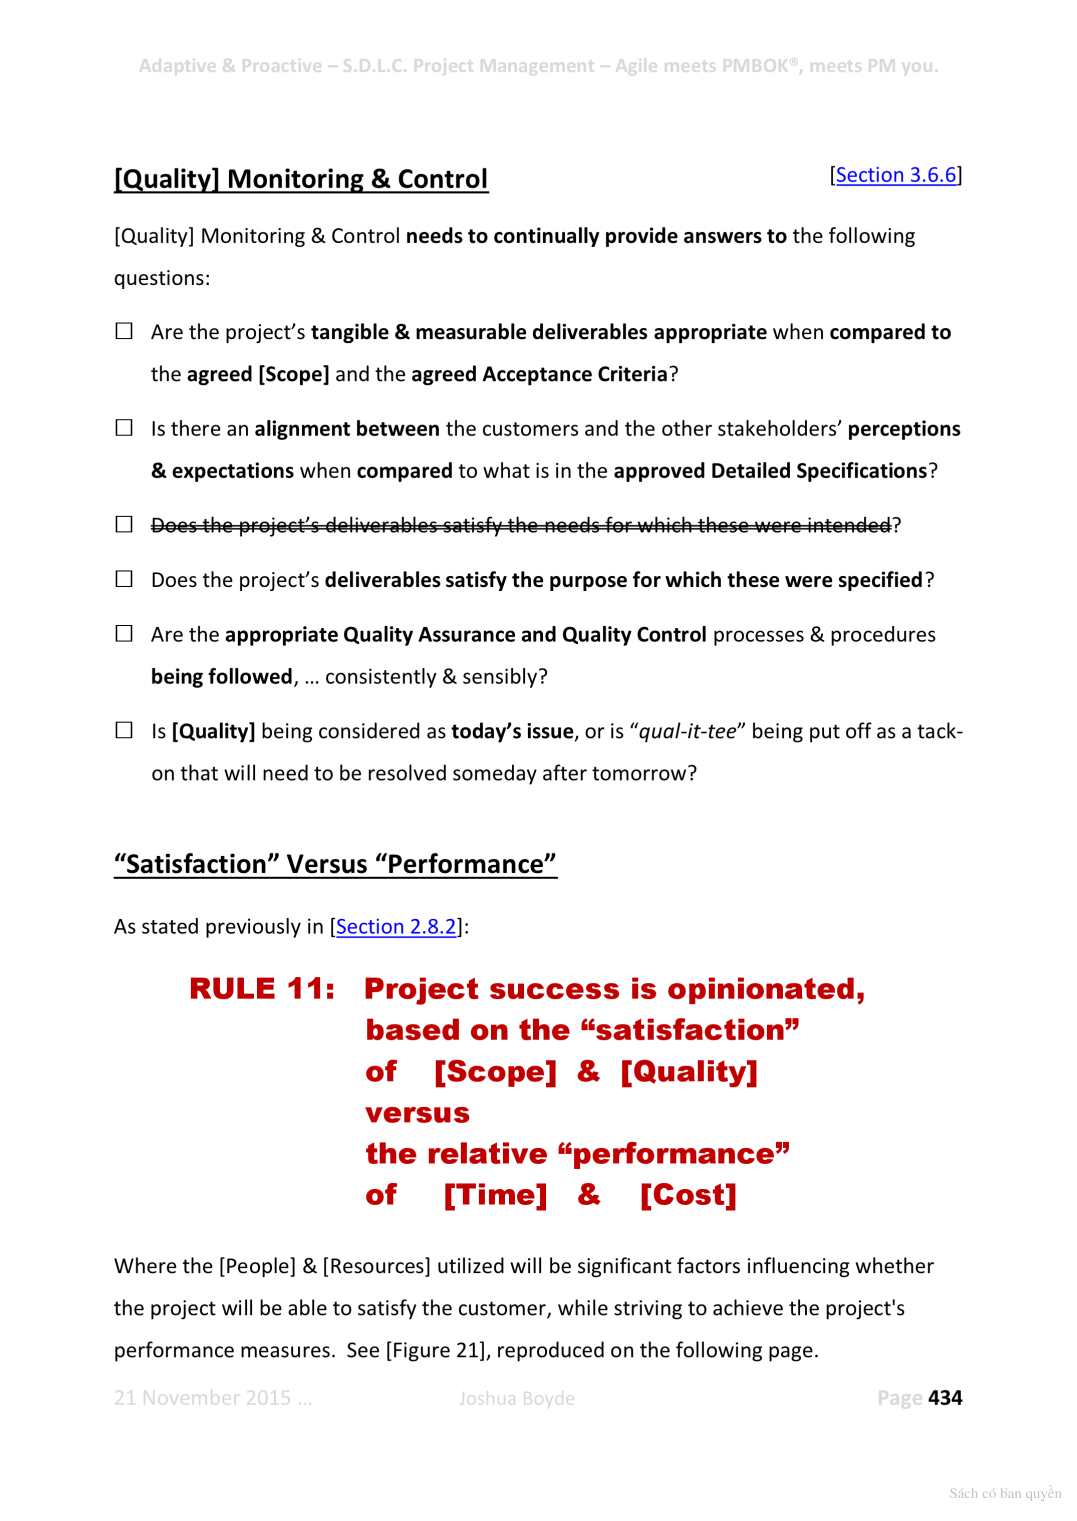 Adaptive & Proactive – S.D.L.C. Project Management – Agile meets PMBOK®, meets PM you.
[Quality] Monitoring & Control [Section 3.6.6]
[Quality] Monitoring & Control needs to continually provide answers to the following
questions:
☐ Are the project’s tangible & measurable deliverables appropriate when compared to
the agreed [Scope] and the agreed Acceptance Criteria?
☐ Is there an alignment between the customers and the other stakeholders’ perceptions
& expectations when compared to what is in the approved Detailed Specifications?
☐ Does the project’s deliverables satisfy the needs for which these were intended?
☐ Does the project’s deliverables satisfy the purpose for which these were specified?
☐ Are the appropriate Quality Assurance and Quality Control processes & procedures
being followed, … consistently & sensibly?
☐ Is [Quality] being considered as today’s issue, or is “qual-it-tee” being put off as a tack-
on that will need to be resolved someday after tomorrow?
“Satisfaction” Versus “Performance”
As stated previously in [Section 2.8.2]:
RULE 11: Project success is opinionated,
based on the “satisfaction”
of [Scope] & [Quality]
versus
the relative “performance”
of [Time] & [Cost]
Where the [People] & [Resources] utilized will be significant factors influencing whether
the project will be able to satisfy the customer, while striving to achieve the project's
performance measures. See [Figure 21], reproduced on the following page.
21 November 2015 … Joshua Boyde Page 434
Sách có bản quyền